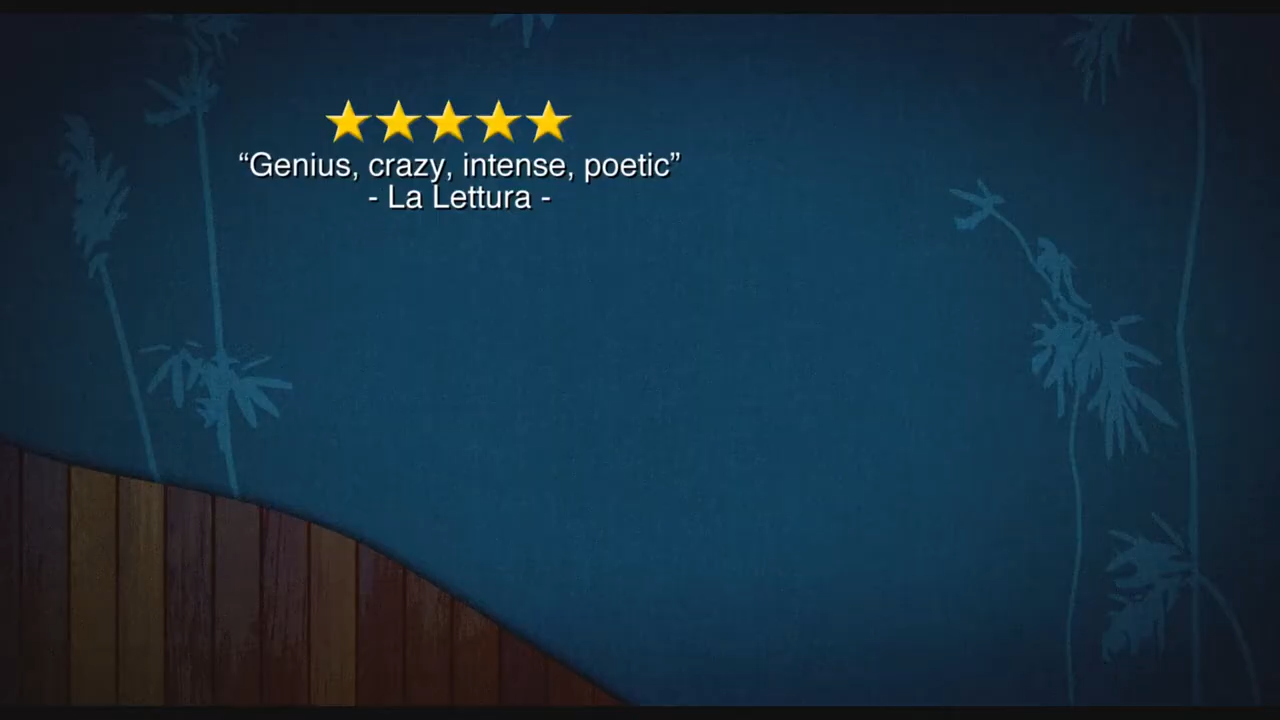 “Genius, crazy, intense, poetic”
- La Lettura -